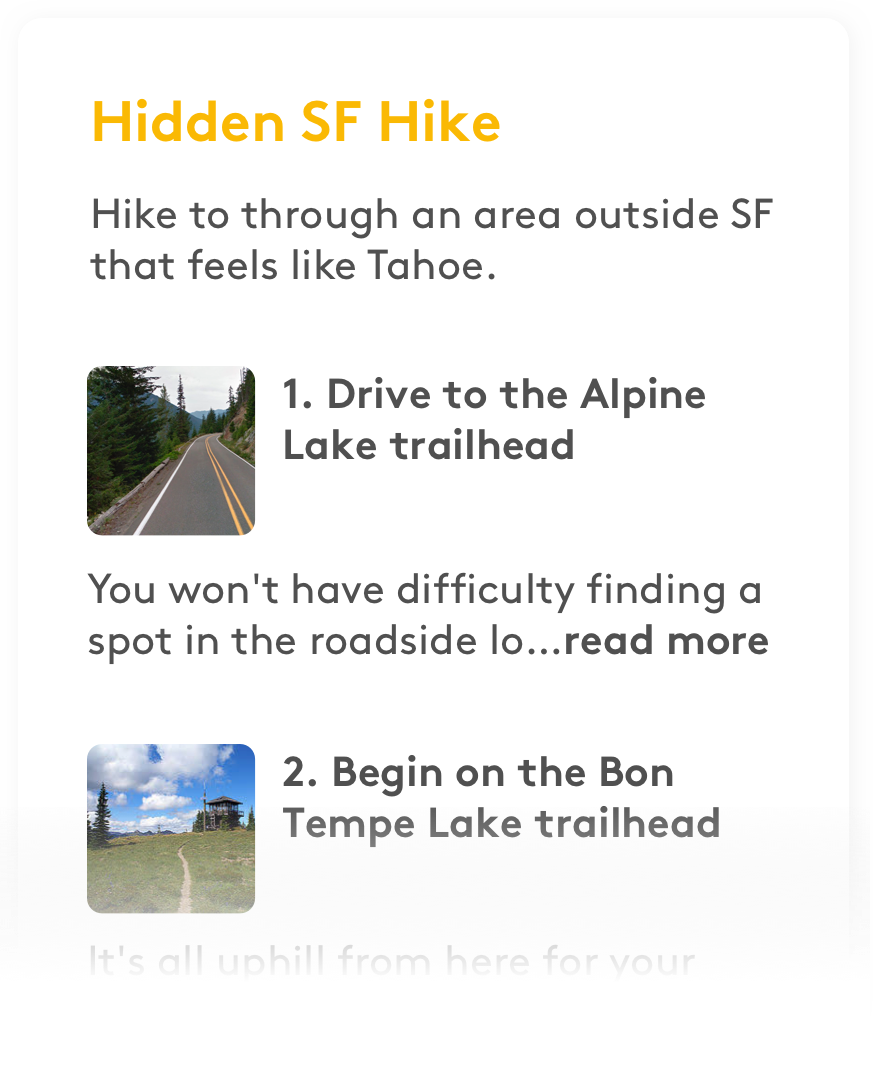 Hidden SF Hike
Hike to through an area outside SF
that feels like Tahoe.
1. Drive to the Alpine
Lake trailhead
You won't have difficulty finding a
spot in the roadside lo...read more
2. Begin on the Bon
Tempe Lake trailhead
It's all uphill from here for your